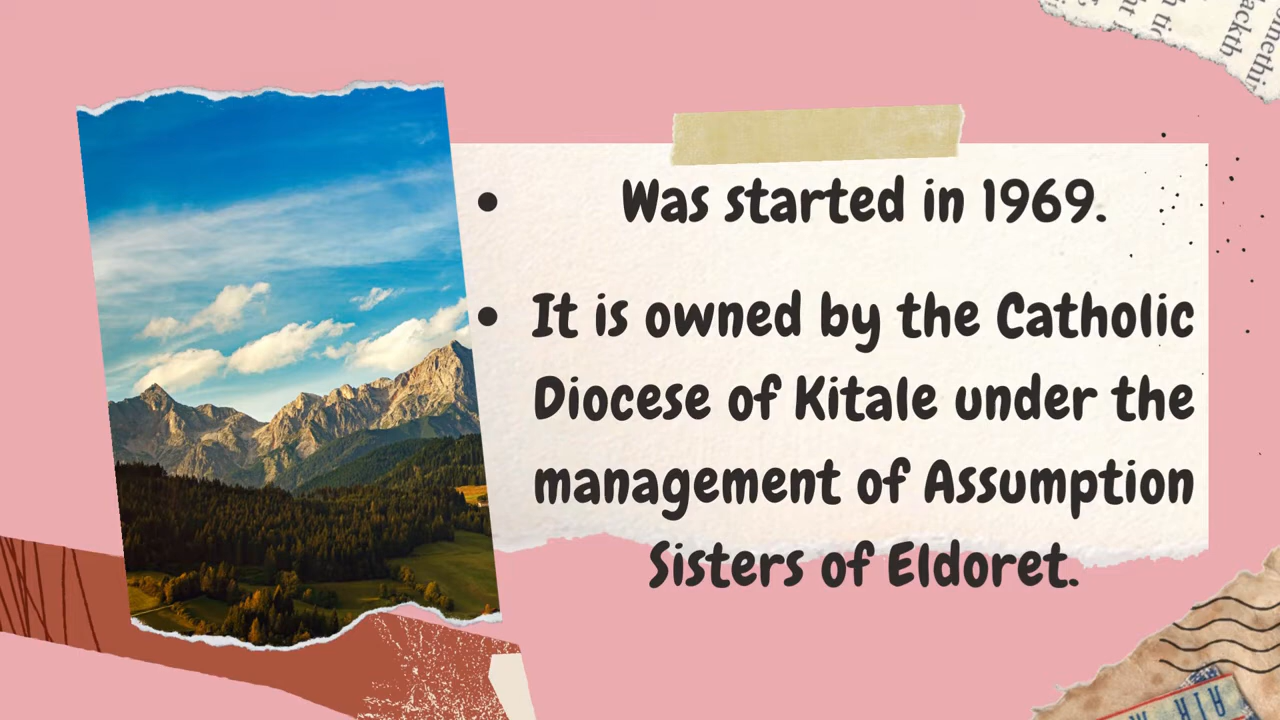 • Was started in 1969.
• It is owned by the Catholic
Diocese of Kitale under the
management of Assumption
Sisters of Eldoret.